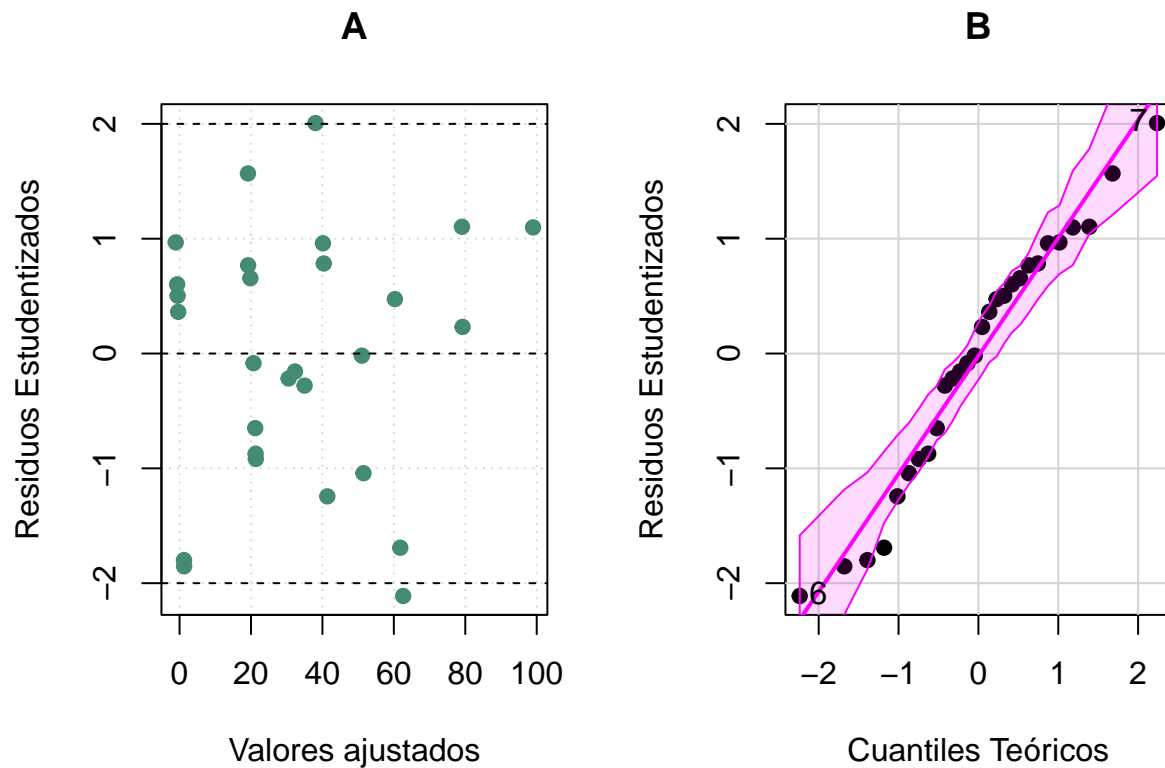 A
Residuos Estudentizados
2
1
0
−1
−2
0 20 40 60 80 100
Valores ajustados
B
Residuos Estudentizados
2
1
0
−1
−2
7
6
−2 −1 0 1 2
Cuantiles Teóricos